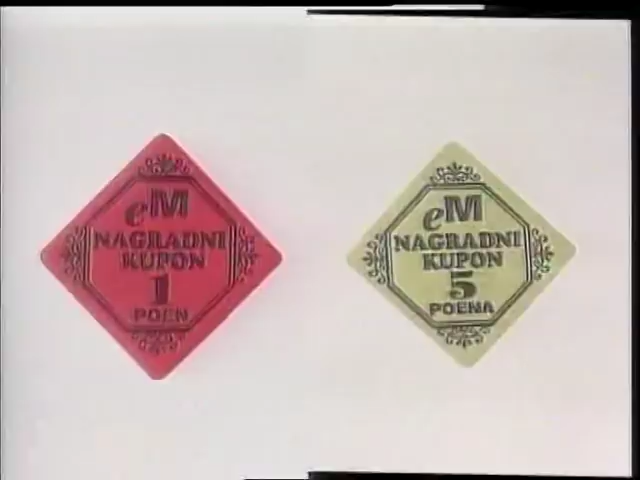 eM
NAGRADNI
KUPON
1
POEN
eM
NAGRADNI
KUPON
5
POENA